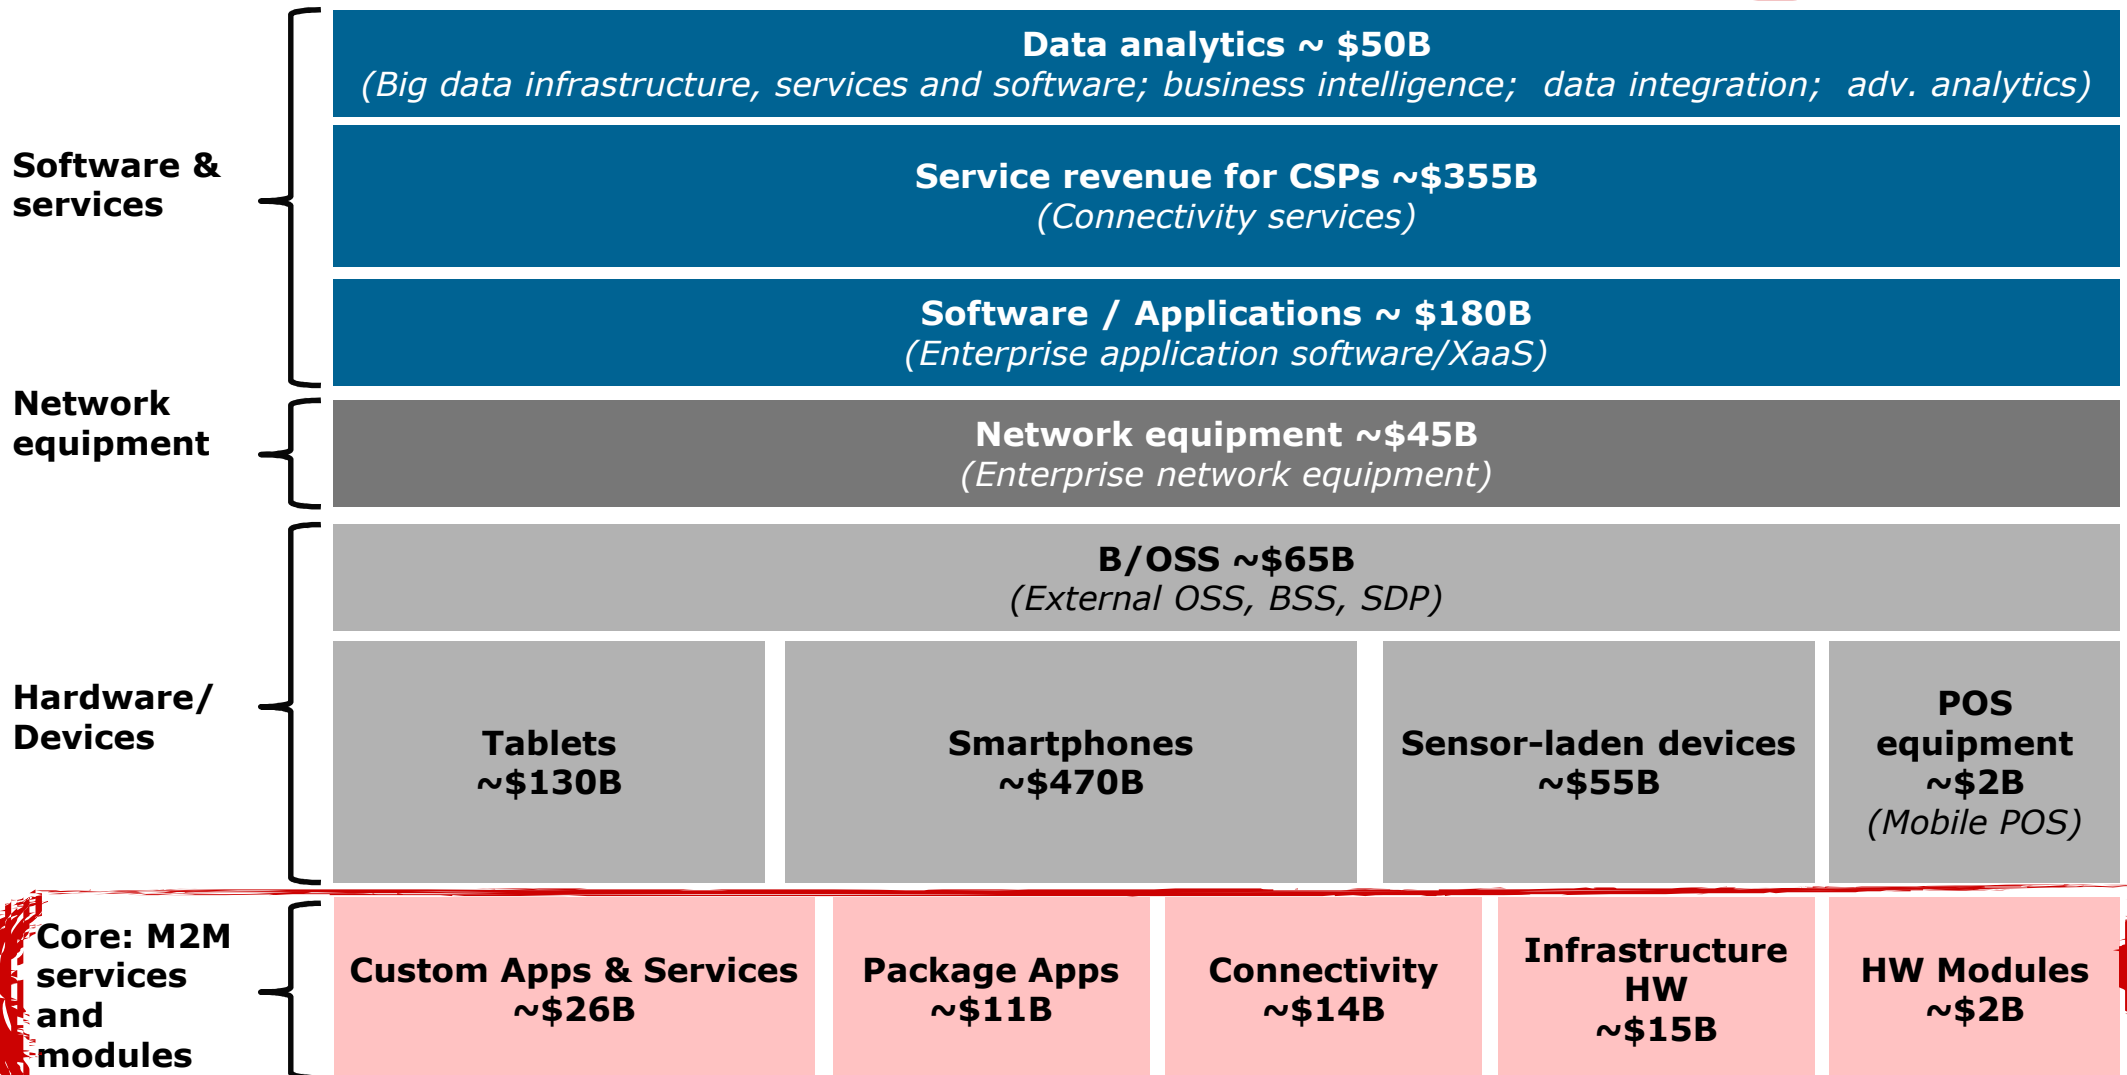 Software &
services
Data analytics ~ $50B
(Big data infrastructure, services and software; business intelligence;  data integration;  adv. analytics)
Service revenue for CSPs ~$355B
(Connectivity services)
Software / Applications ~ $180B
(Enterprise application software/XaaS)
Network
equipment
Network equipment ~$45B
(Enterprise network equipment)
Hardware/
Devices
B/OSS ~$65B
(External OSS, BSS, SDP)
Tablets
~$130B
Smartphones
~$470B
Sensor-laden devices
~$55B
POS
equipment
~$2B
(Mobile POS)
Core: M2M
services
and
modules
Custom Apps & Services
~$26B
Package Apps
~$11B
Connectivity
~$14B
Infrastructure
HW
~$15B
HW Modules
~$2B